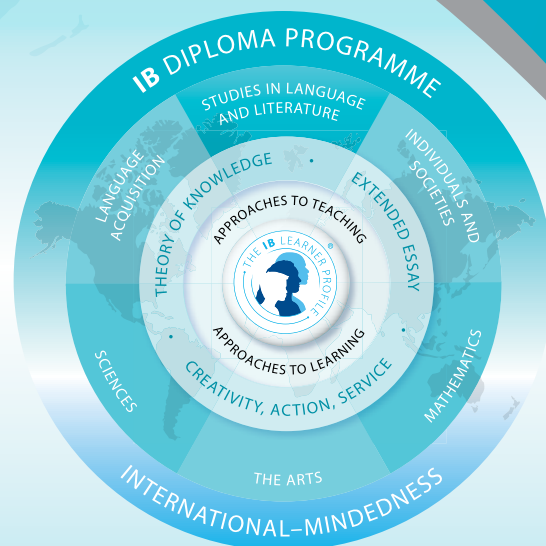 IB DIPLOMA PROGRAMME
STUDIES IN LANGUAGE
AND LITERATURE
LANGUAGE
ACQUISITION
INDIVIDUALS AND
SOCIETIES
THEORY OF KNOWLEDGE
EXTENDED ESSAY
APPROACHES TO TEACHING
THE IB LEARNER PROFILE ®
APPROACHES TO LEARNING
CREATIVITY, ACTION, SERVICE
SCIENCES
MATHEMATICS
THE ARTS
INTERNATIONAL–MINDEDNESS